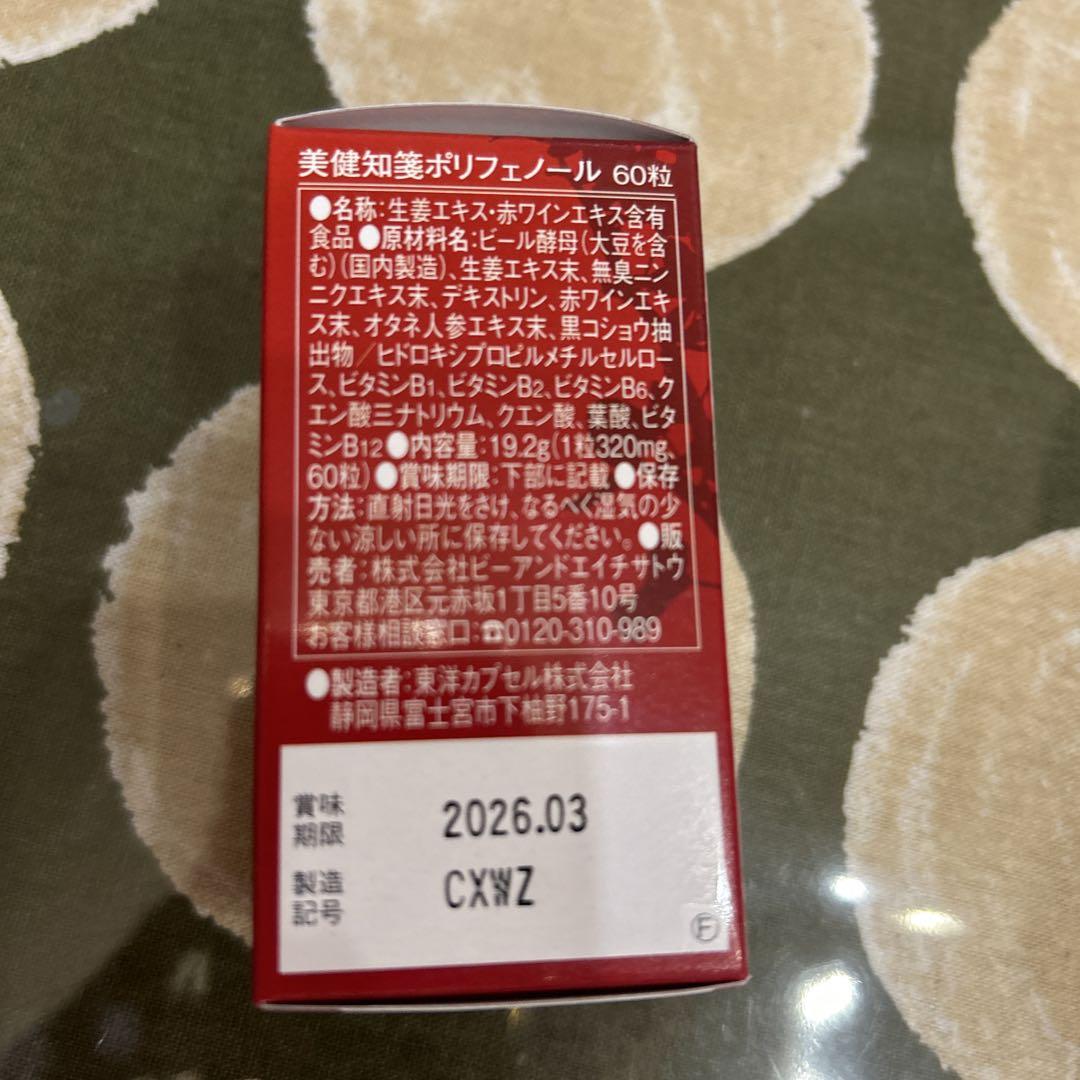 美健知箋ポリフェノール 60粒
●名称:生姜エキス・赤ワインエキス含有
食品 ●原材料名:ビール酵母(大豆を含
む)(国内製造)、生姜エキス末、無臭ニン
ニクエキス末、デキストリン、赤ワインエキ
ス末、オタネ人参エキス末、黒コショウ抽
出物/ヒドロキシプロピルメチルセルロー
ス、ビタミンB1、ビタミンB2、ビタミンB6、ク
エン酸三ナトリウム、クエン酸、葉酸、ビタ
ミンB12 ●内容量:19.2g(1粒320mg、
60粒) ●賞味期限:下部に記載 ●保存
方法:直射日光をさけ、なるべく湿気の少
ない涼しい所に保存してください。 ●販
売者:株式会社ビーアンドエイチサトウ
東京都港区元赤坂1丁目5番10号
お客様相談窓口:☎0120-310-989
●製造者:東洋カプセル株式会社
静岡県富士宮市下柚野175-1
賞味
期限
2026.03
製造
記号
CXWZ
F